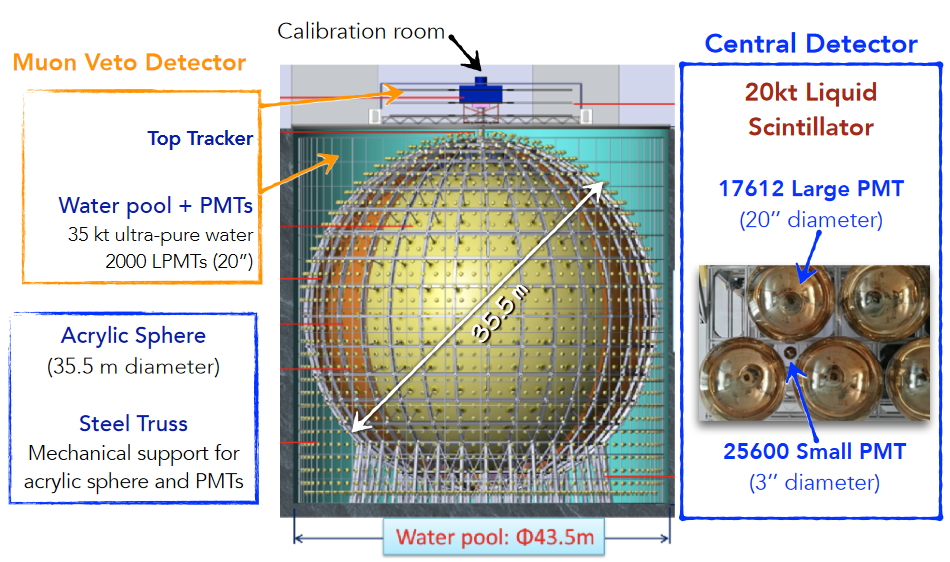 Calibration room
Muon Veto Detector
Top Tracker
Water pool + PMTs
35 kt ultra-pure water
2000 LPMTs (20”)
Acrylic Sphere
(35.5 m diameter)
Steel Truss
Mechanical support for
acrylic sphere and PMTs
35.5 m
Water pool: Φ43.5m
Central Detector
20kt Liquid
Scintillator
17612 Large PMT
(20’’ diameter)
25600 Small PMT
(3’’ diameter)